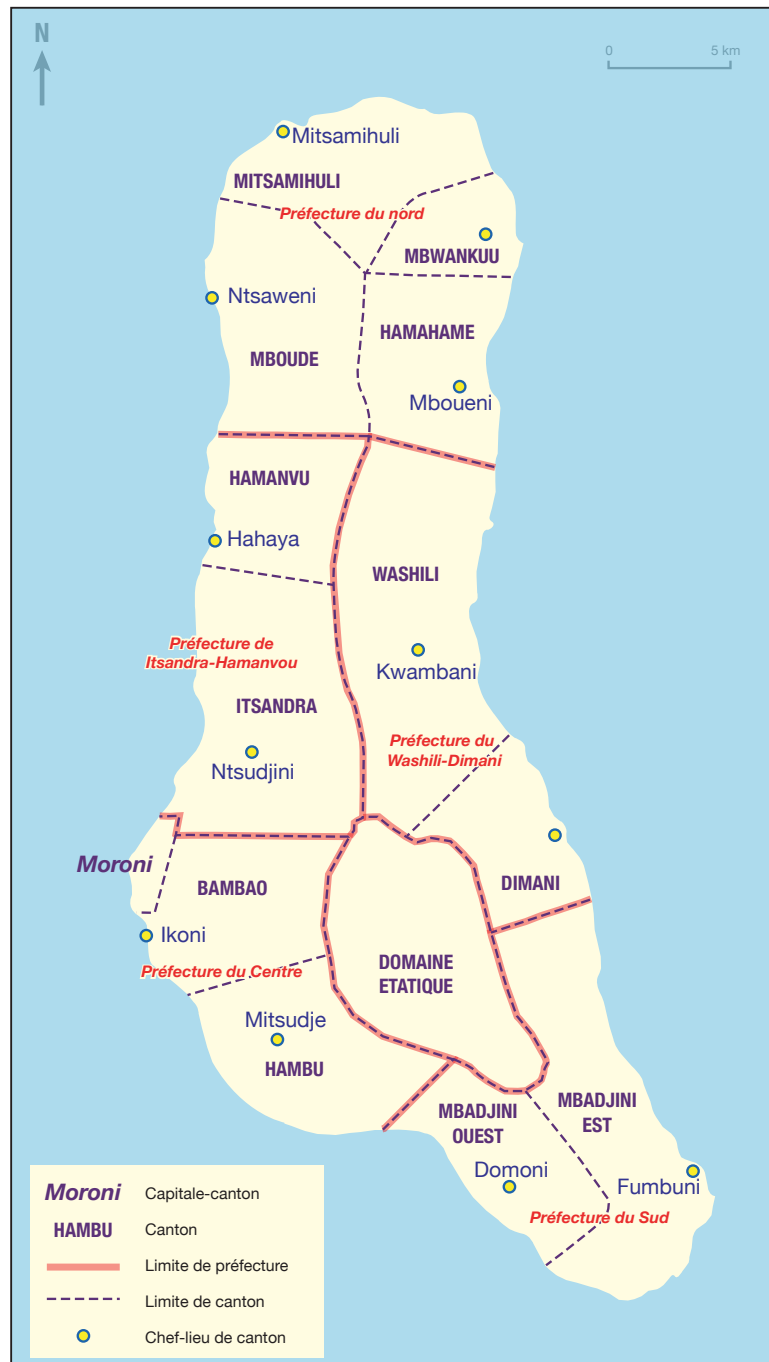 N
0 5 km
Mitsamihuli
MITSAMIHULI
Préfecture du nord
MBWANKUU
Ntsaweni
HAMAHAME
MBOUDE
Mboueni
HAMANVU
Hahaya
WASHILI
Préfecture de
Itsandra-Hamanvou
Kwambani
ITSANDRA
Préfecture du
Washili-Dimani
Ntsudjini
Moroni
BAMBAO
DIMANI
Ikoni
DOMAINE
ETATIQUE
Préfecture du Centre
Mitsudje
HAMBU
MBADJINI
OUEST
MBADJINI
EST
Domoni
Fumbuni
Préfecture du Sud
Moroni Capitale-canton
HAMBU Canton
Limite de préfecture
Limite de canton
Chef-lieu de canton